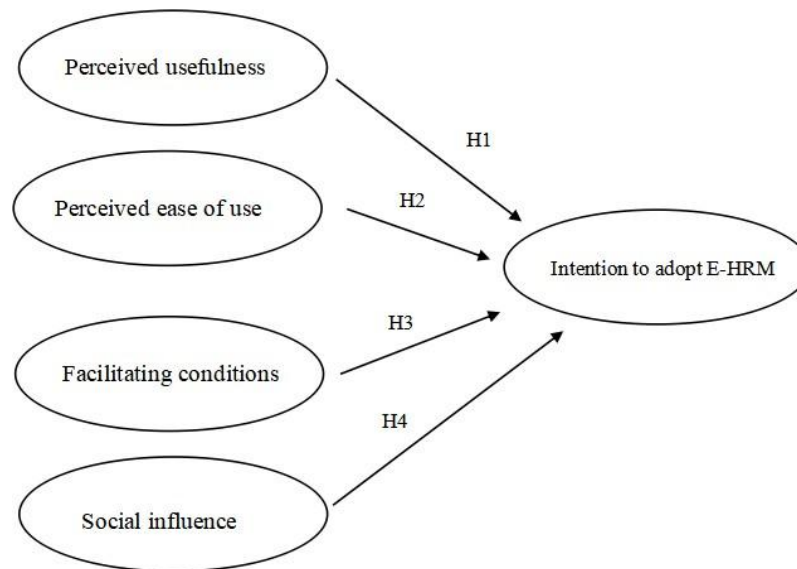 Perceived usefulness
H1
Perceived ease of use
H2
Intention to adopt E-HRM
H3
Facilitating conditions
H4
Social influence